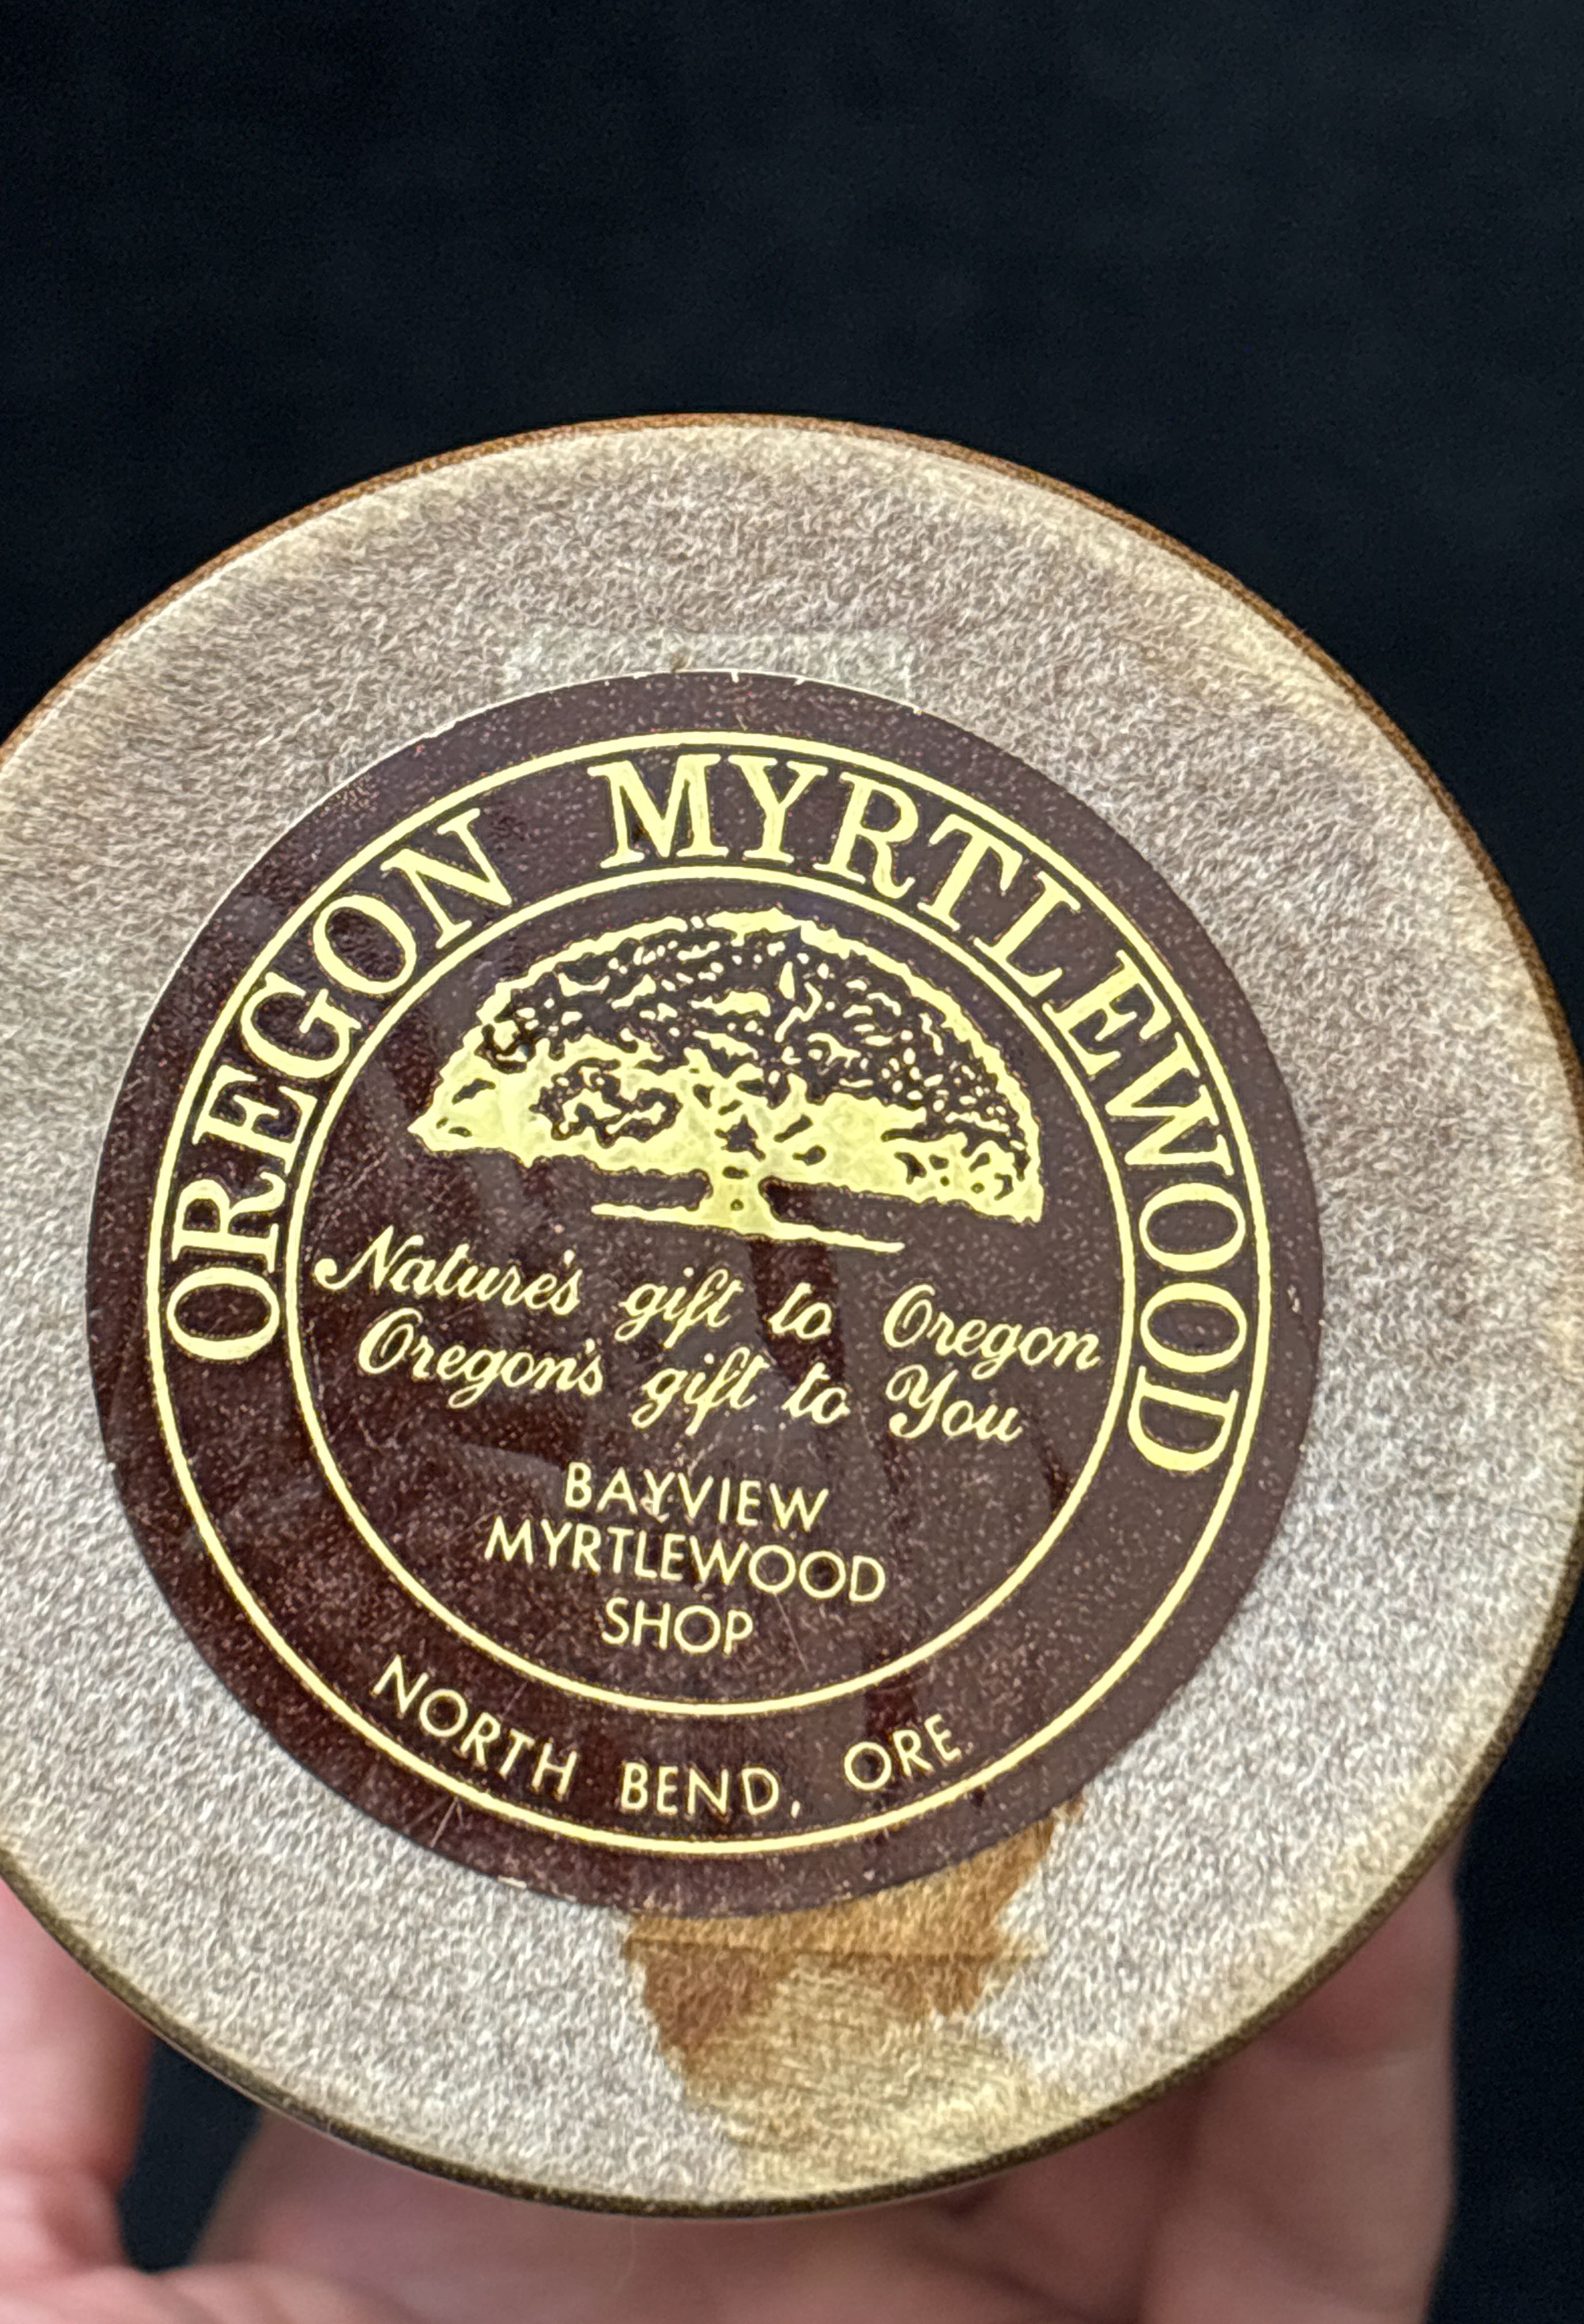 OREGON MYRTLEWOOD
Nature's gift to Oregon
Oregon's gift to You
BAYVIEW
MYRTLEWOOD
SHOP
NORTH BEND, ORE.